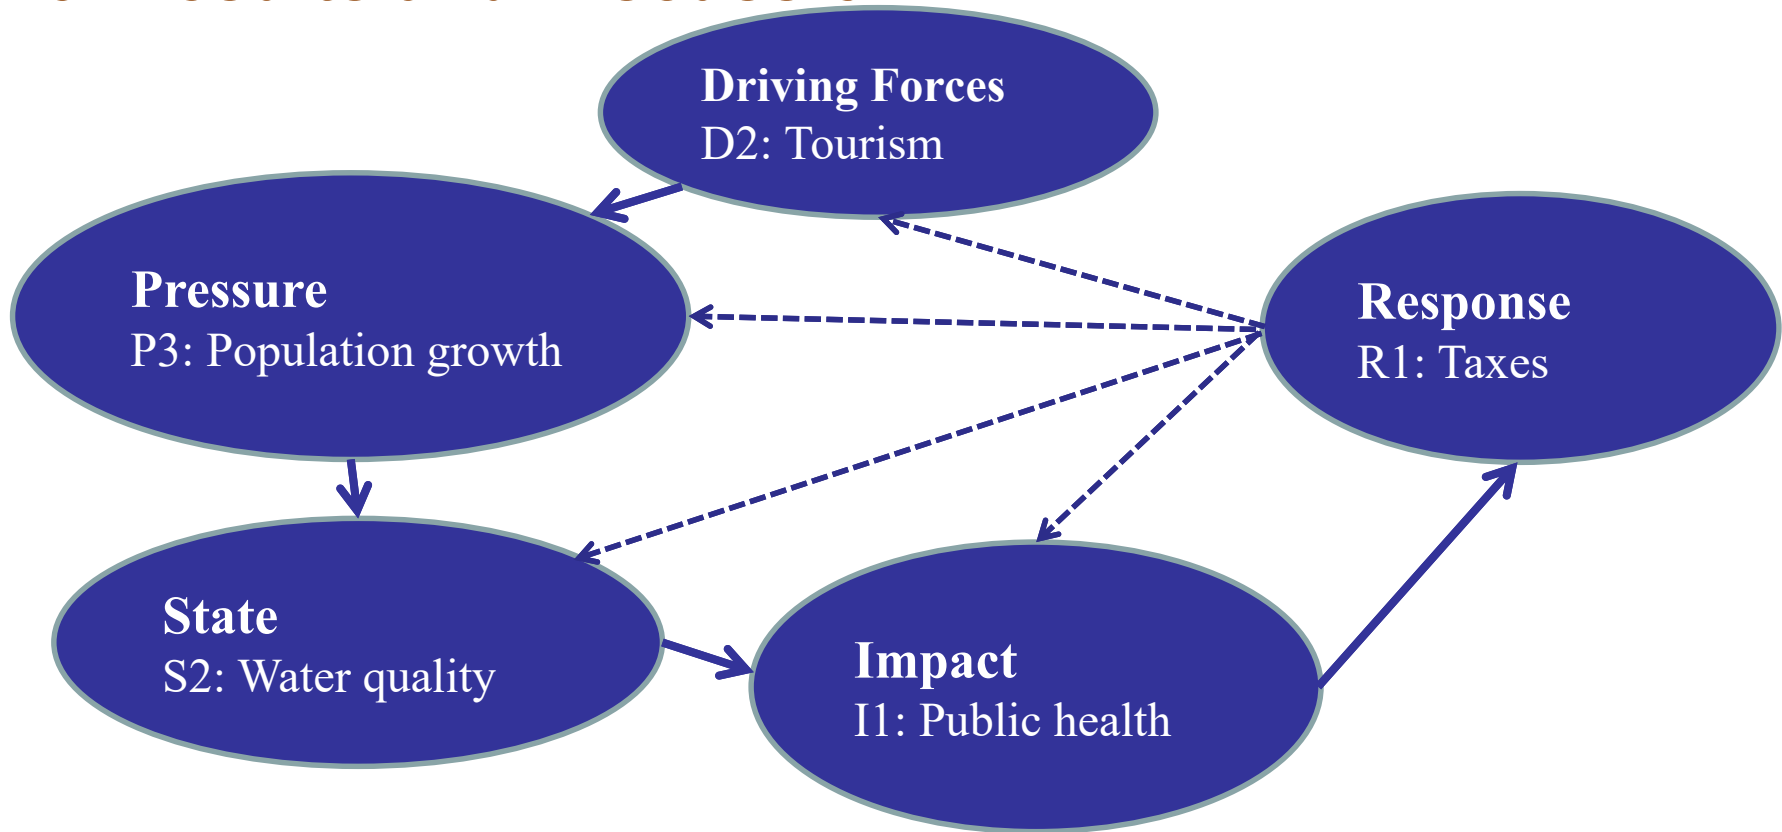 Driving Forces
D2: Tourism
Pressure
P3: Population growth
Response
R1: Taxes
State
S2: Water quality
Impact
I1: Public health